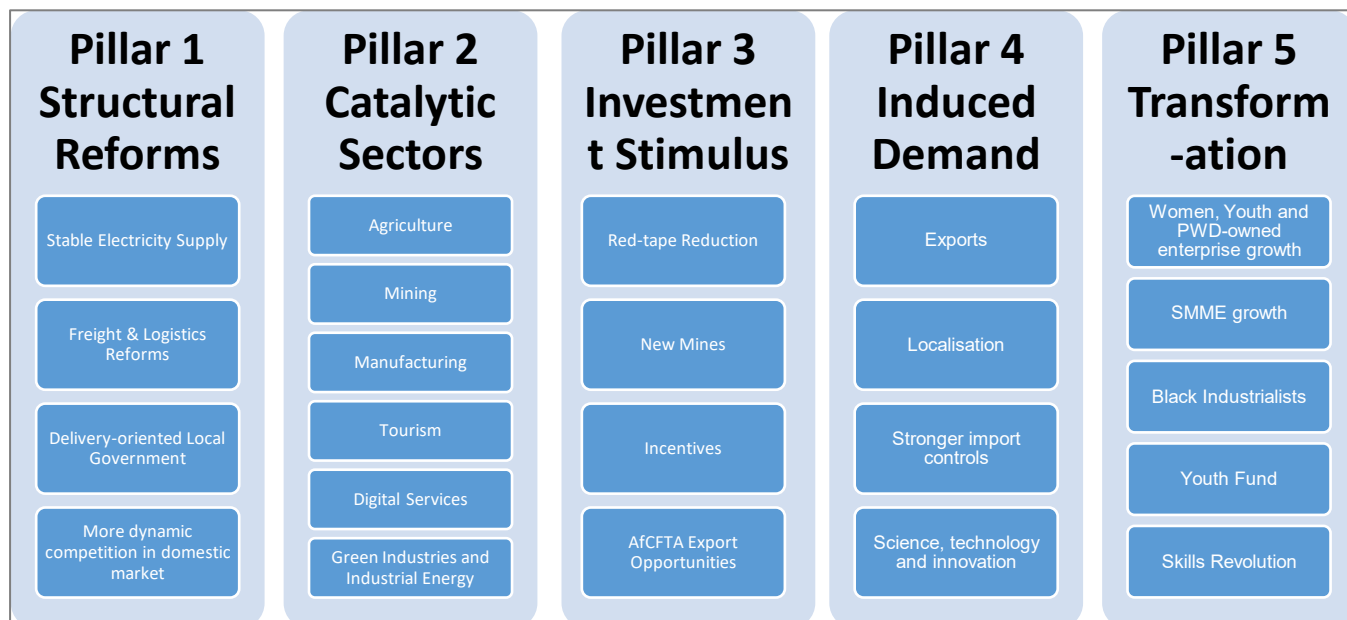 Pillar 1
Structural
Reforms
Stable Electricity Supply
Freight & Logistics
Reforms
Delivery-oriented Local
Government
More dynamic
competition in domestic
market
Pillar 2
Catalytic
Sectors
Agriculture
Mining
Manufacturing
Tourism
Digital Services
Green Industries and
Industrial Energy
Pillar 3
Investmen
t Stimulus
Red-tape Reduction
New Mines
Incentives
AfCFTA Export
Opportunities
Pillar 4
Induced
Demand
Exports
Localisation
Stronger import
controls
Science, technology
and innovation
Pillar 5
Transform
-ation
Women, Youth and
PWD-owned
enterprise growth
SMME growth
Black Industrialists
Youth Fund
Skills Revolution